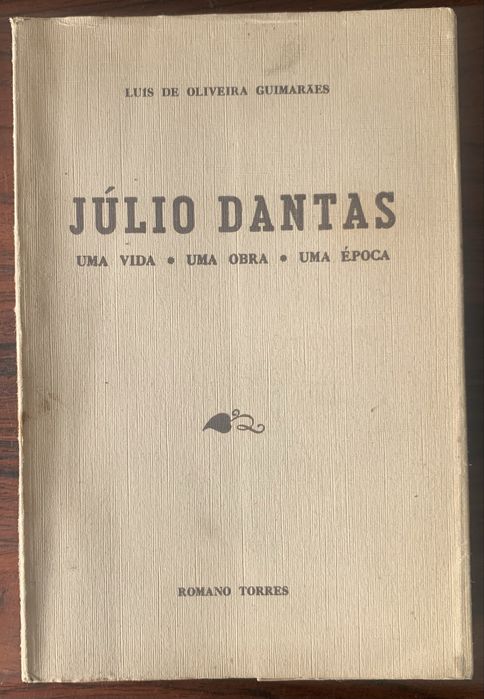 LUÍS DE OLIVEIRA GUIMARÃES
JÚLIO DANTAS
UMA VIDA • UMA OBRA • UMA ÉPOCA
ROMANO TORRES